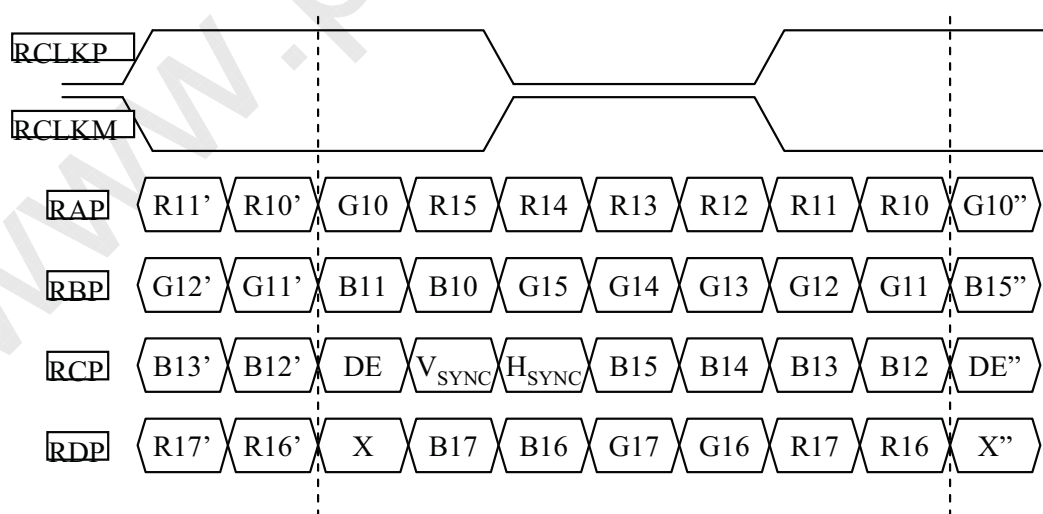 www.p
RCLKP
RCLKM
RAP R11’ R10’ G10 R15 R14 R13 R12 R11 R10 G10”
RBP G12’ G11’ B11 B10 G15 G14 G13 G12 G11 B15”
RCP B13’ B12’ DE VSYNC HSYNC B15 B14 B13 B12 DE”
RDP R17’ R16’ X B17 B16 G17 G16 R17 R16 X”